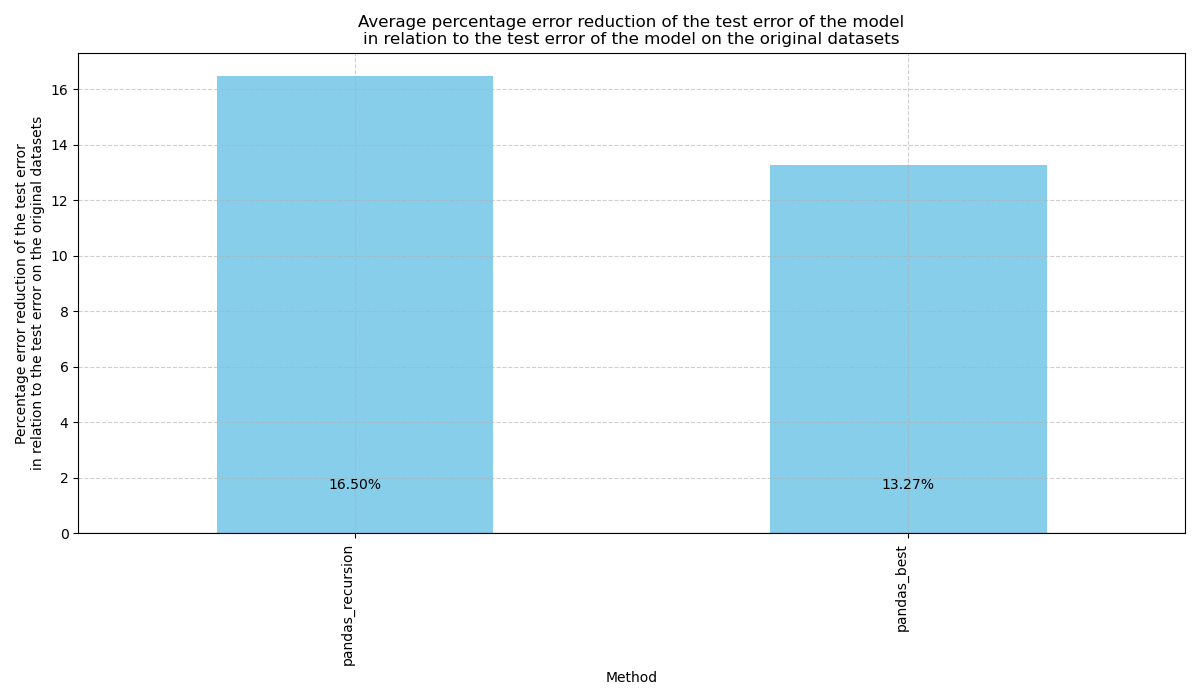 Average percentage error reduction of the test error of the model
in relation to the test error of the model on the original datasets
Percentage error reduction of the test error
in relation to the test error on the original datasets
16
14
12
10
8
6
4
2
0
16.50%
13.27%
pandas_recursion
pandas_best
Method